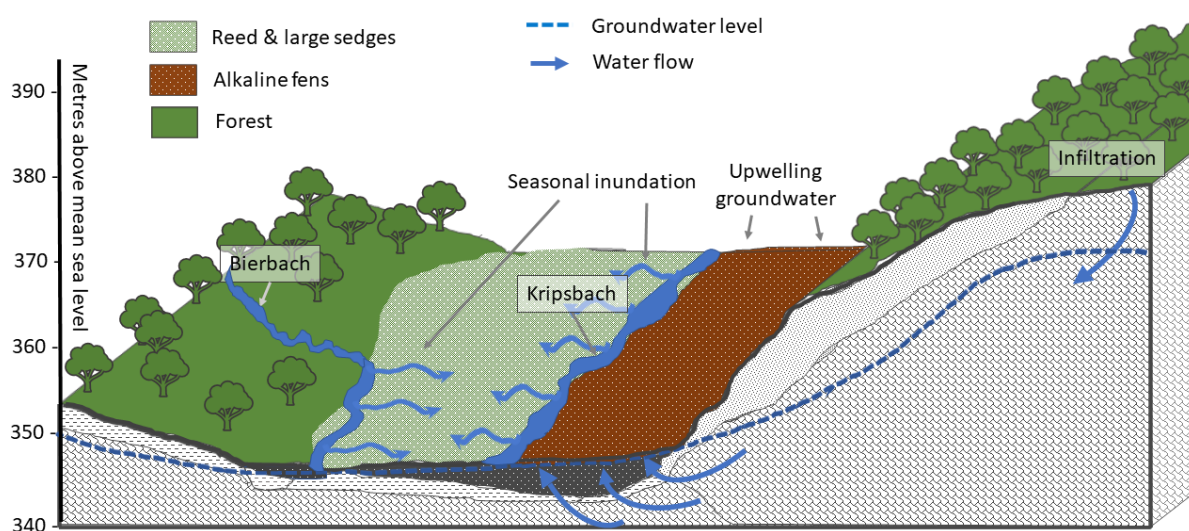 Reed & large sedges
Alkaline fens
Forest
Groundwater level
Water flow
Metres above mean sea level
390
380
370
360
350
340
Seasonal inundation
Upwelling
groundwater
Infiltration
Bierbach
Kripsbach